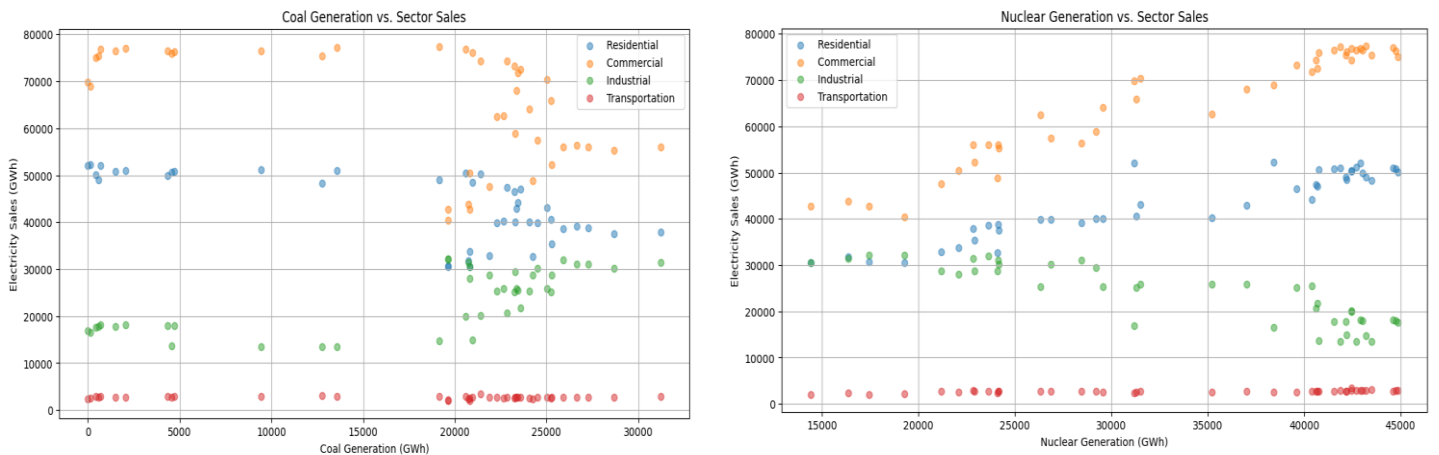 Coal Generation vs. Sector Sales
80000
70000
60000
50000
40000
30000
20000
10000
0
Electricity Sales (GWh)
Residential
Commercial
Industrial
Transportation
0 5000 10000 15000 20000 25000 30000
Coal Generation (GWh)
Nuclear Generation vs. Sector Sales
80000
70000
60000
50000
40000
30000
20000
10000
0
Electricity Sales (GWh)
Residential
Commercial
Industrial
Transportation
15000 20000 25000 30000 35000 40000 45000
Nuclear Generation (GWh)